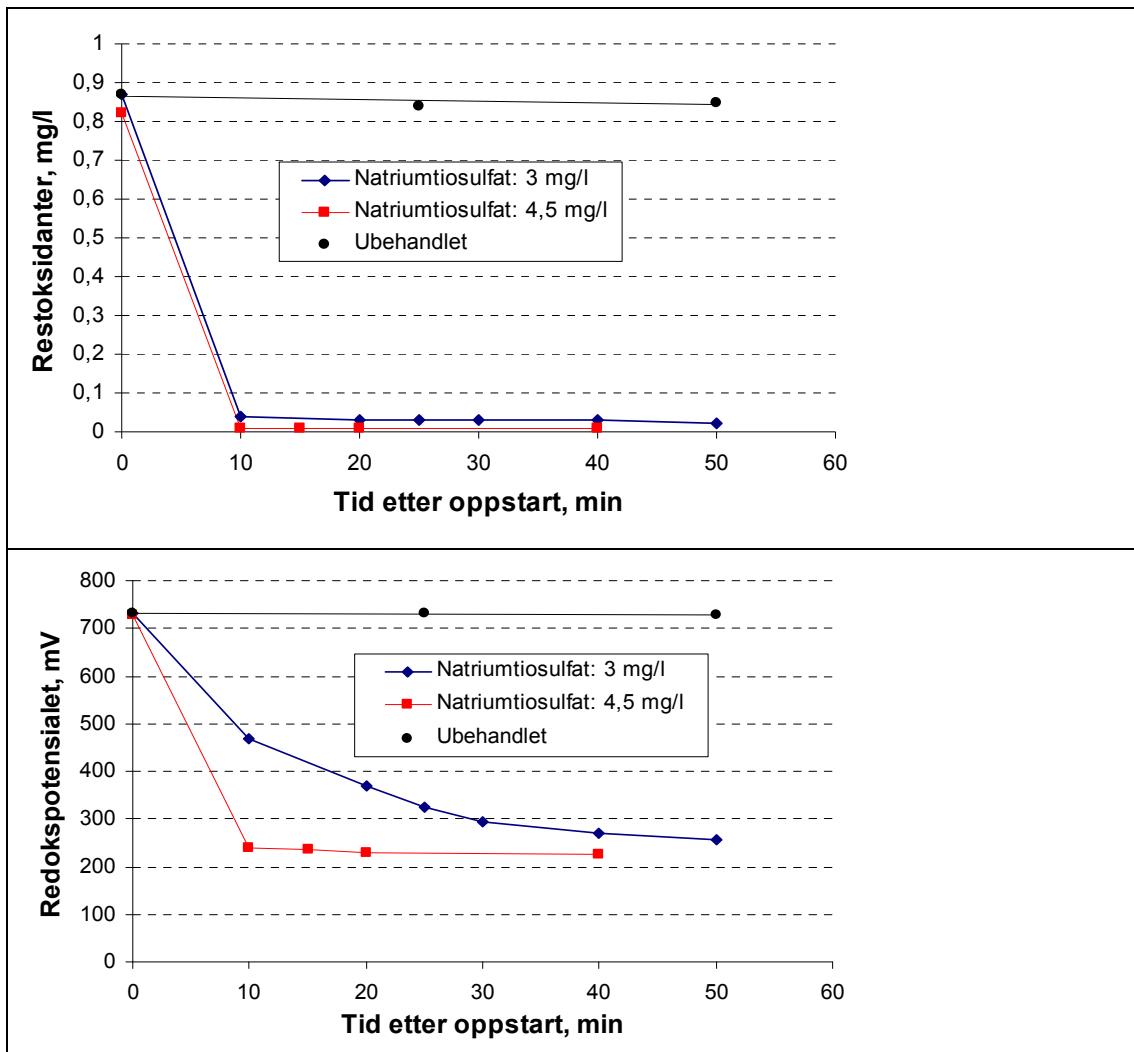 1
0,9
0,8
0,7
0,6
0,5
0,4
0,3
0,2
0,1
0
Restoksidanter, mg/l
Natriumtiosulfat: 3 mg/l
Natriumtiosulfat: 4,5 mg/l
Ubehandlet
0 10 20 30 40 50 60
Tid etter oppstart, min
800
700
600
500
400
300
200
100
0
Redokspotensialet, mV
Natriumtiosulfat: 3 mg/l
Natriumtiosulfat: 4,5 mg/l
Ubehandlet
0 10 20 30 40 50 60
Tid etter oppstart, min